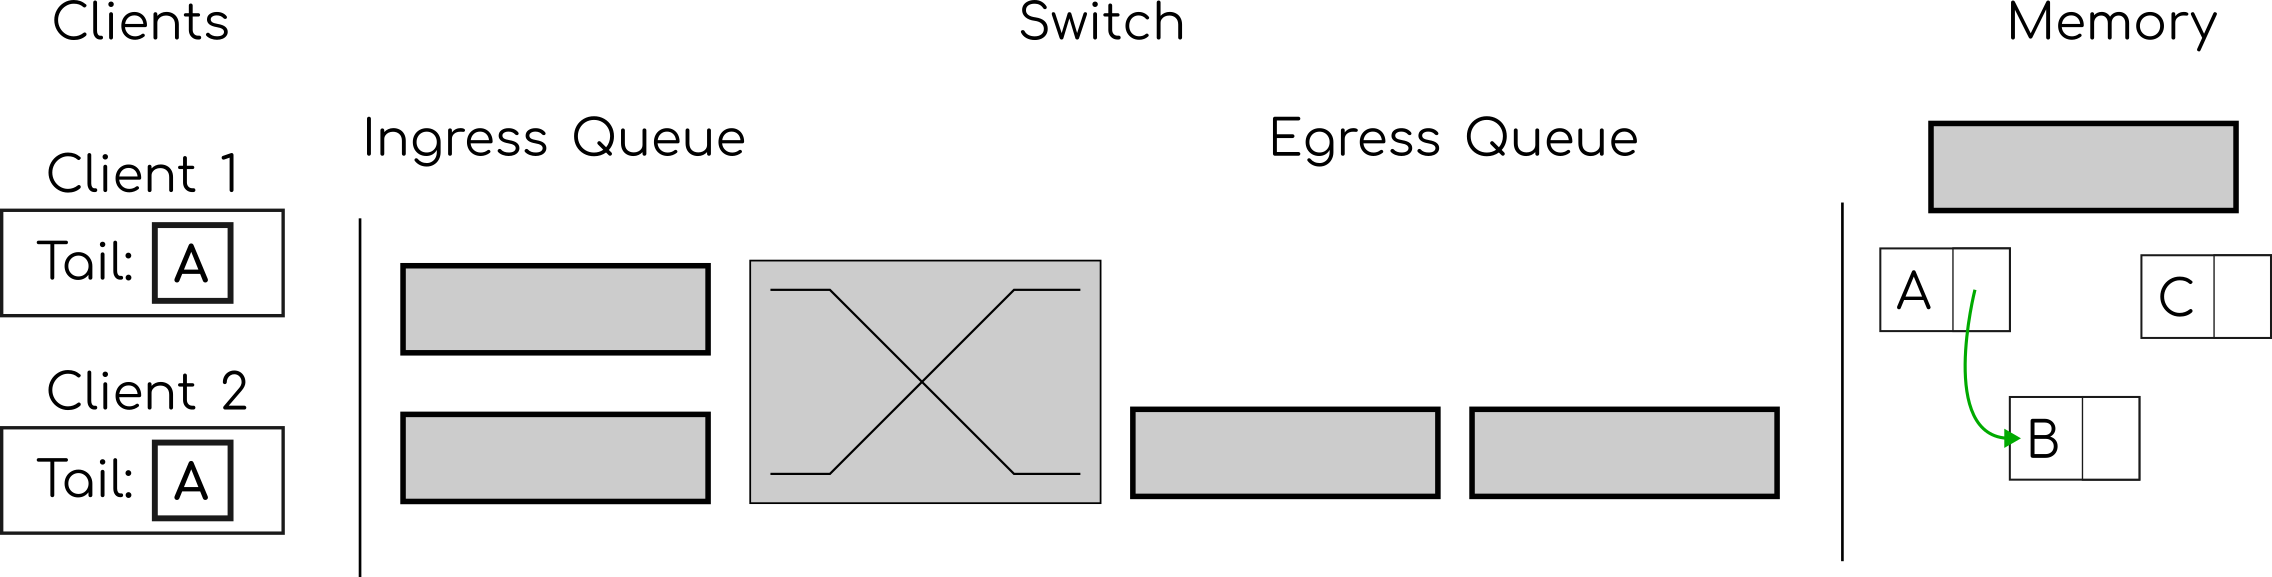 Clients
Switch
Memory
Ingress Queue
Egress Queue
Client 1
Tail: A
Client 2
Tail: A
A
C
B